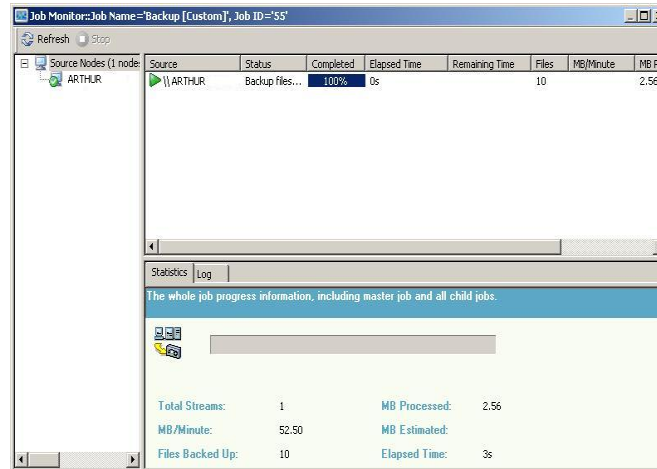 Job Monitor::Job Name='Backup [Custom]', Job ID='55'
Refresh Stop
Source Nodes (1 node
ARTHUR
Source Status Completed Elapsed Time Remaining Time Files MB/Minute MB
\\ ARTHUR Backup files... 100% 0s 10 2.56
Statistics Log
The whole job progress information, including master job and all child jobs.
Total Streams: 1 MB Processed: 2.56
MB/Minute: 52.50 MB Estimated:
Files Backed Up: 10 Elapsed Time: 3s